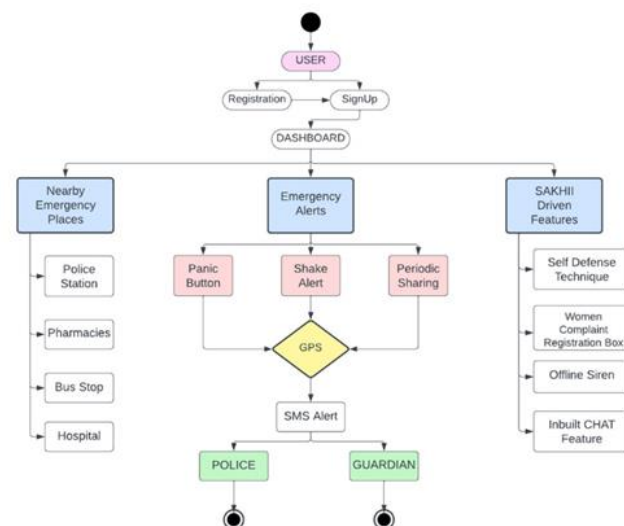 USER
Registration
SignUp
DASHBOARD
Nearby
Emergency
Places
Emergency
Alerts
SAKHII
Driven
Features
Police
Station
Pharmacies
Bus Stop
Hospital
Panic
Button
Shake
Alert
Periodic
Sharing
GPS
SMS Alert
POLICE
GUARDIAN
Self Defense
Technique
Women
Complaint
Registration Box
Offline Siren
Inbuilt CHAT
Feature